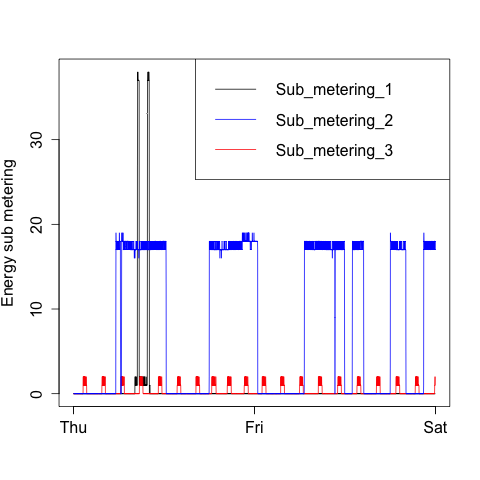 Sub_metering_1
Sub_metering_2
Sub_metering_3
Energy sub metering
30
20
10
0
Thu
Fri
Sat